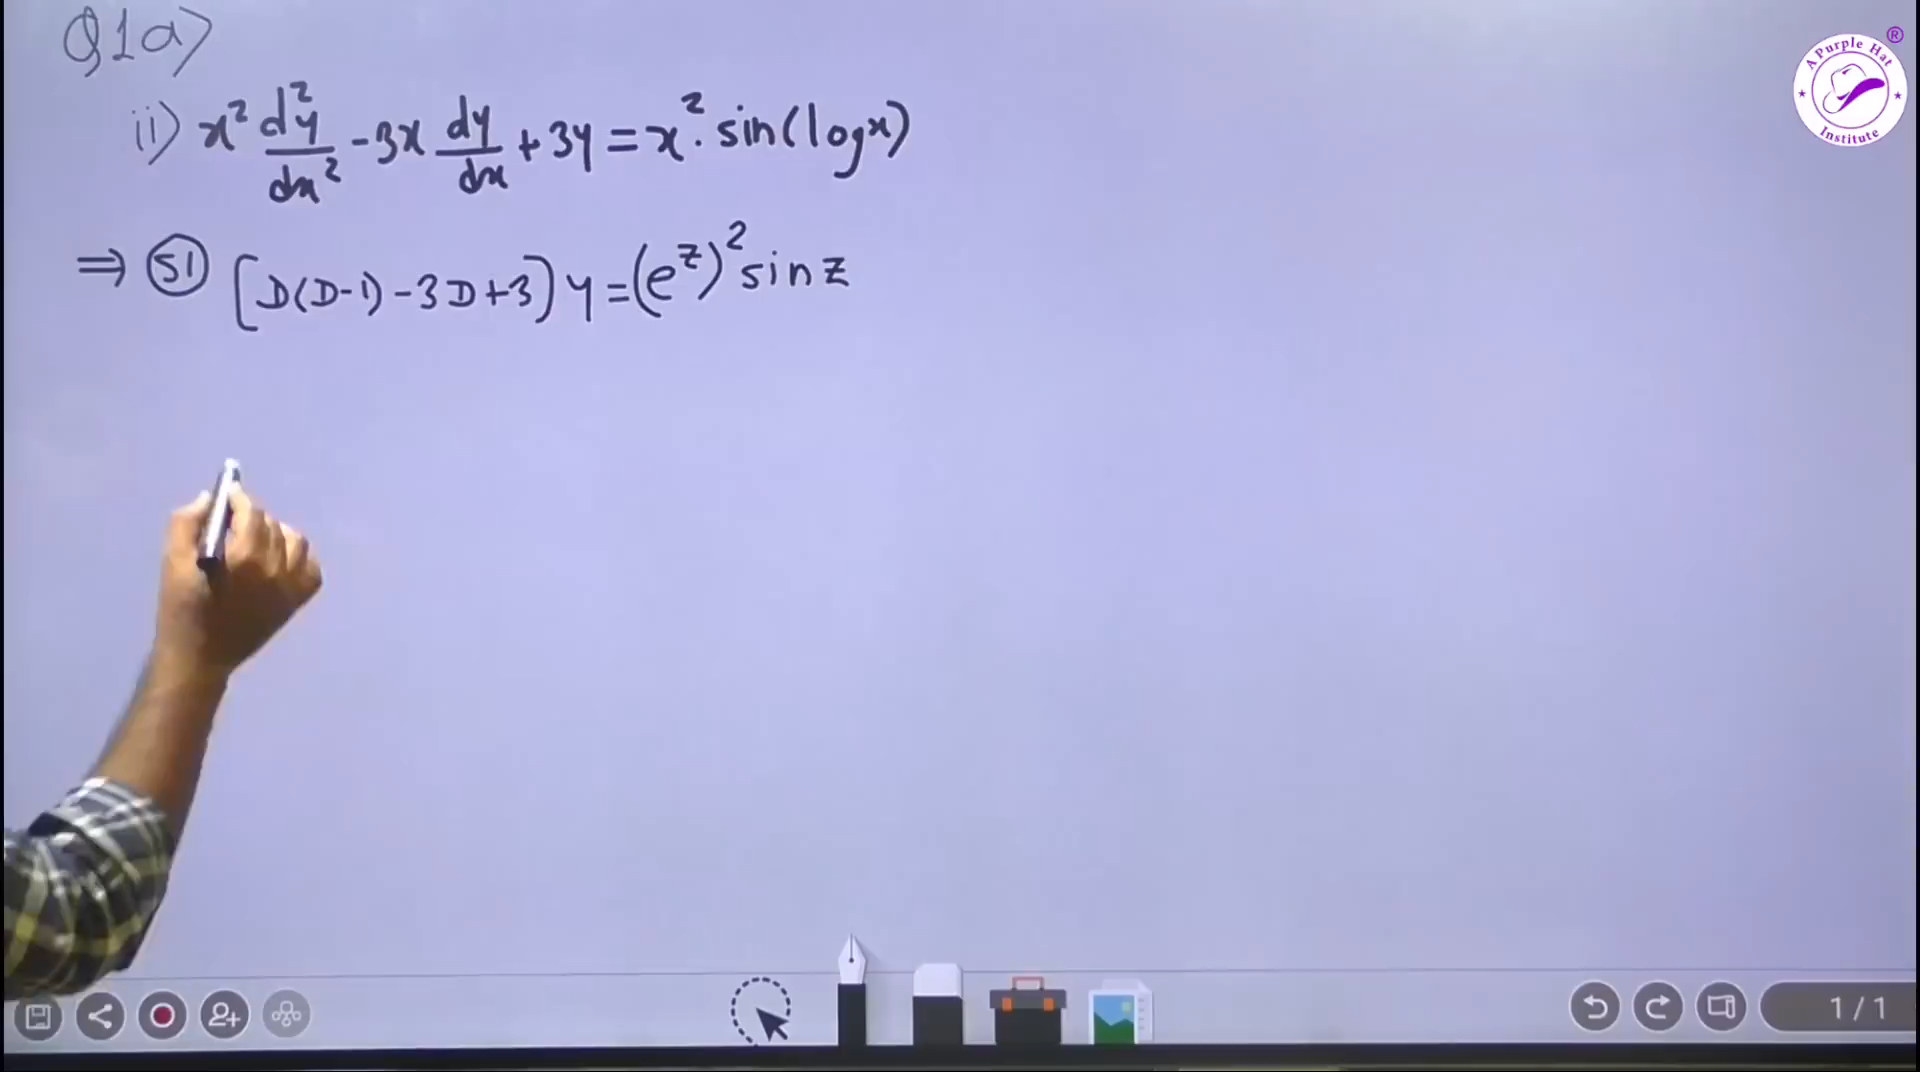 Q1a)
ii) x² d²y/dx² - 3x dy/dx + 3y = x². sin(logx)
⇒ S1 [D(D-1) - 3D + 3] y = (e^z)² sin z
A Purple Hat Institute ®
1 / 1